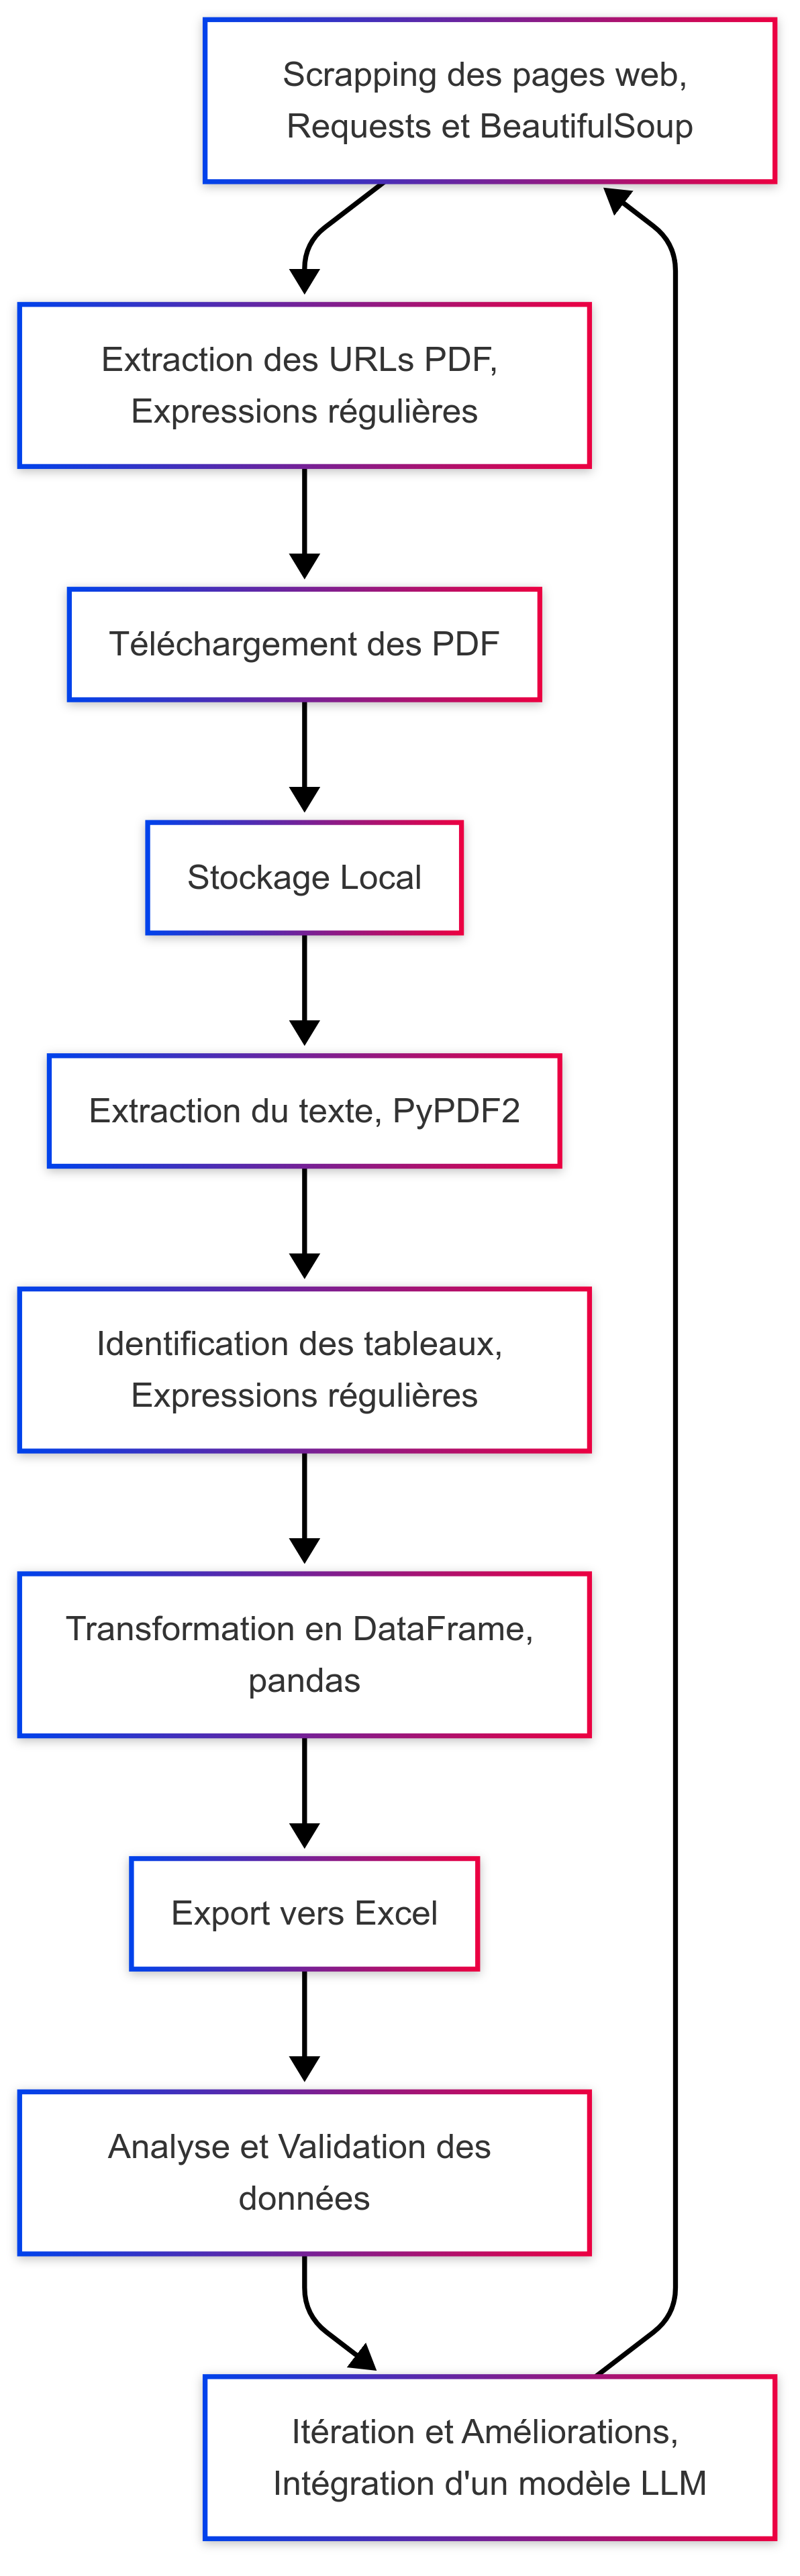 Scrapping des pages web,
Requests et BeautifulSoup
Extraction des URLs PDF,
Expressions régulières
Téléchargement des PDF
Stockage Local
Extraction du texte, PyPDF2
Identification des tableaux,
Expressions régulières
Transformation en DataFrame,
pandas
Export vers Excel
Analyse et Validation des
données
Itération et Améliorations,
Intégration d'un modèle LLM